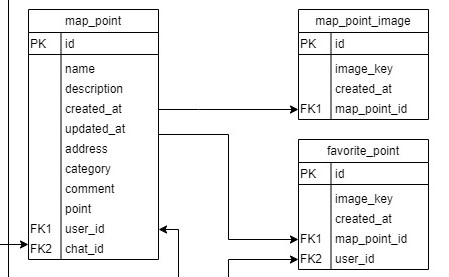 map_point
PK id
name
description
created_at
updated_at
address
category
comment
point
FK1 user_id
FK2 chat_id
map_point_image
PK id
image_key
created_at
FK1 map_point_id
favorite_point
PK id
image_key
created_at
FK1 map_point_id
FK2 user_id